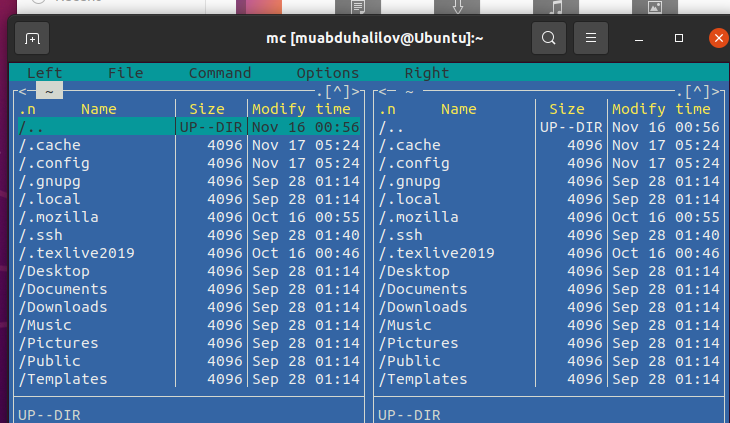 Recent
mc [muabduhalilov@Ubuntu]:~
Left File Command Options Right
<─ ~ ─.[^]> <─ ~ ─.[^]>
.n Name Size Modify time .n Name Size Modify time
/.. UP--DIR Nov 16 00:56 /.. UP--DIR Nov 16 00:56
/.cache 4096 Nov 17 05:24 /.cache 4096 Nov 17 05:24
/.config 4096 Nov 17 05:24 /.config 4096 Nov 17 05:24
/.gnupg 4096 Sep 28 01:14 /.gnupg 4096 Sep 28 01:14
/.local 4096 Sep 28 01:14 /.local 4096 Sep 28 01:14
/.mozilla 4096 Oct 16 00:55 /.mozilla 4096 Oct 16 00:55
/.ssh 4096 Sep 28 01:40 /.ssh 4096 Sep 28 01:40
/.texlive2019 4096 Oct 16 00:46 /.texlive2019 4096 Oct 16 00:46
/Desktop 4096 Sep 28 01:14 /Desktop 4096 Sep 28 01:14
/Documents 4096 Sep 28 01:14 /Documents 4096 Sep 28 01:14
/Downloads 4096 Sep 28 01:14 /Downloads 4096 Sep 28 01:14
/Music 4096 Sep 28 01:14 /Music 4096 Sep 28 01:14
/Pictures 4096 Sep 28 01:14 /Pictures 4096 Sep 28 01:14
/Public 4096 Sep 28 01:14 /Public 4096 Sep 28 01:14
/Templates 4096 Sep 28 01:14 /Templates 4096 Sep 28 01:14
UP--DIR UP--DIR